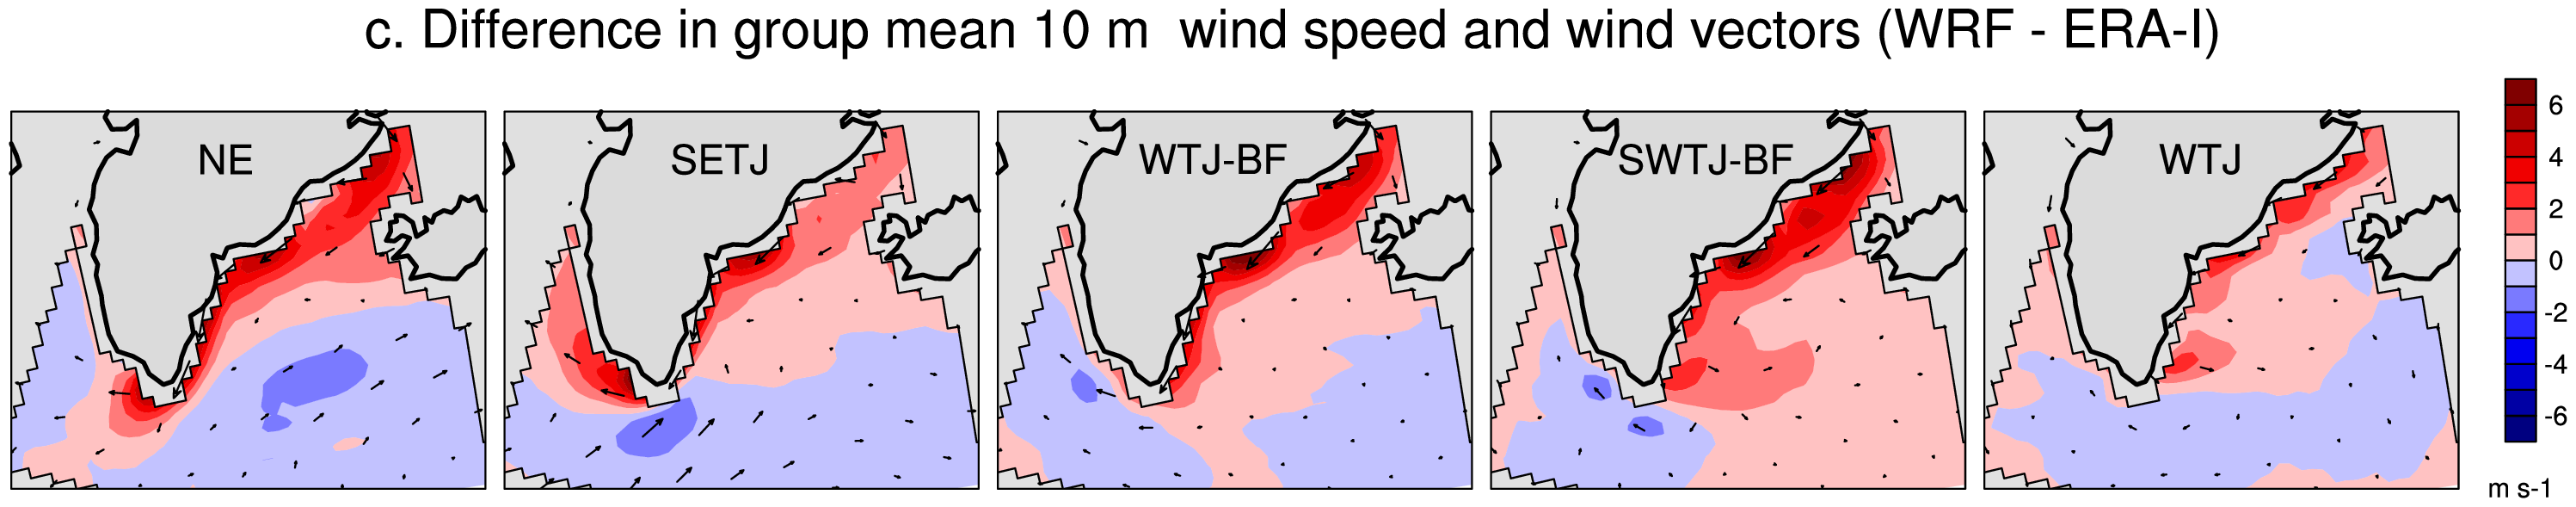 c. Difference in group mean 10 m  wind speed and wind vectors (WRF - ERA-I)
NE
SETJ
WTJ-BF
SWTJ-BF
WTJ
6
4
2
0
-2
-4
-6
m s-1